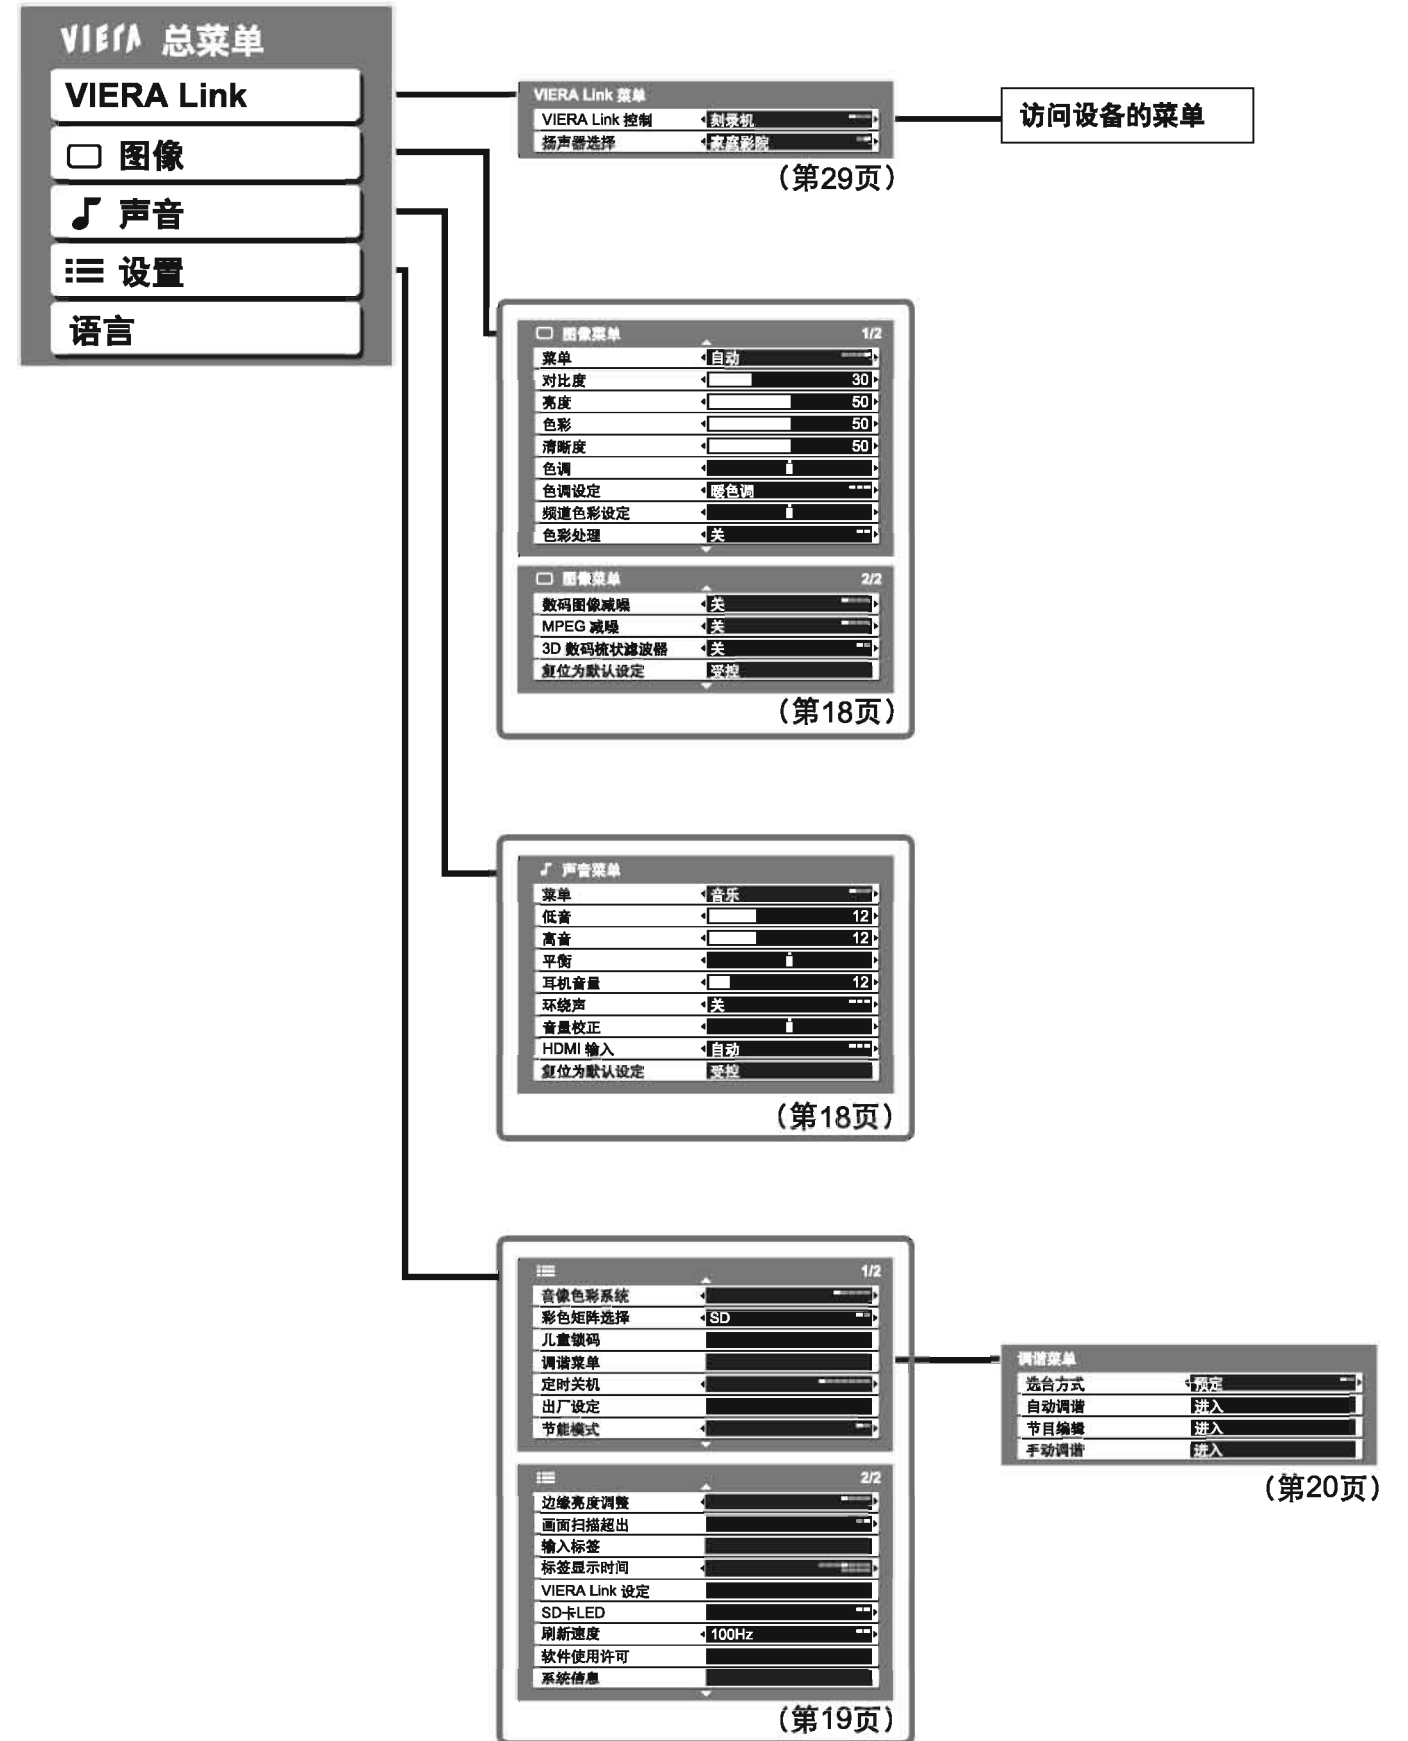 VIERA 总菜单
VIERA Link
图像
声音
设置
语言
VIERA Link 菜单
VIERA Link 控制 刻录机
扬声器选择 家庭影院
(第29页)
访问设备的菜单
图像菜单 1/2
菜单 自动
对比度 30
亮度 50
色彩 50
清晰度 50
色调
色调设定 暖色调
频道色彩设定
色彩处理 关
图像菜单 2/2
数码图像减噪 关
MPEG 减噪 关
3D 数码梳状滤波器 关
复位为默认设定 受控
(第18页)
声音菜单
菜单 音乐
低音 12
高音 12
平衡
耳机音量 12
环绕声 关
音量校正
HDMI 输入 自动
复位为默认设定 受控
(第18页)
1/2
音像色彩系统
彩色矩阵选择 SD
儿童锁码
调谐菜单
定时关机
出厂设定
节能模式
2/2
边缘亮度调整
画面扫描超出
输入标签
标签显示时间
VIERA Link 设定
SD卡LED
刷新速度 100Hz
软件使用许可
系统信息
(第19页)
调谐菜单
选台方式 预定
自动调谐 进入
节目编辑 进入
手动调谐 进入
(第20页)